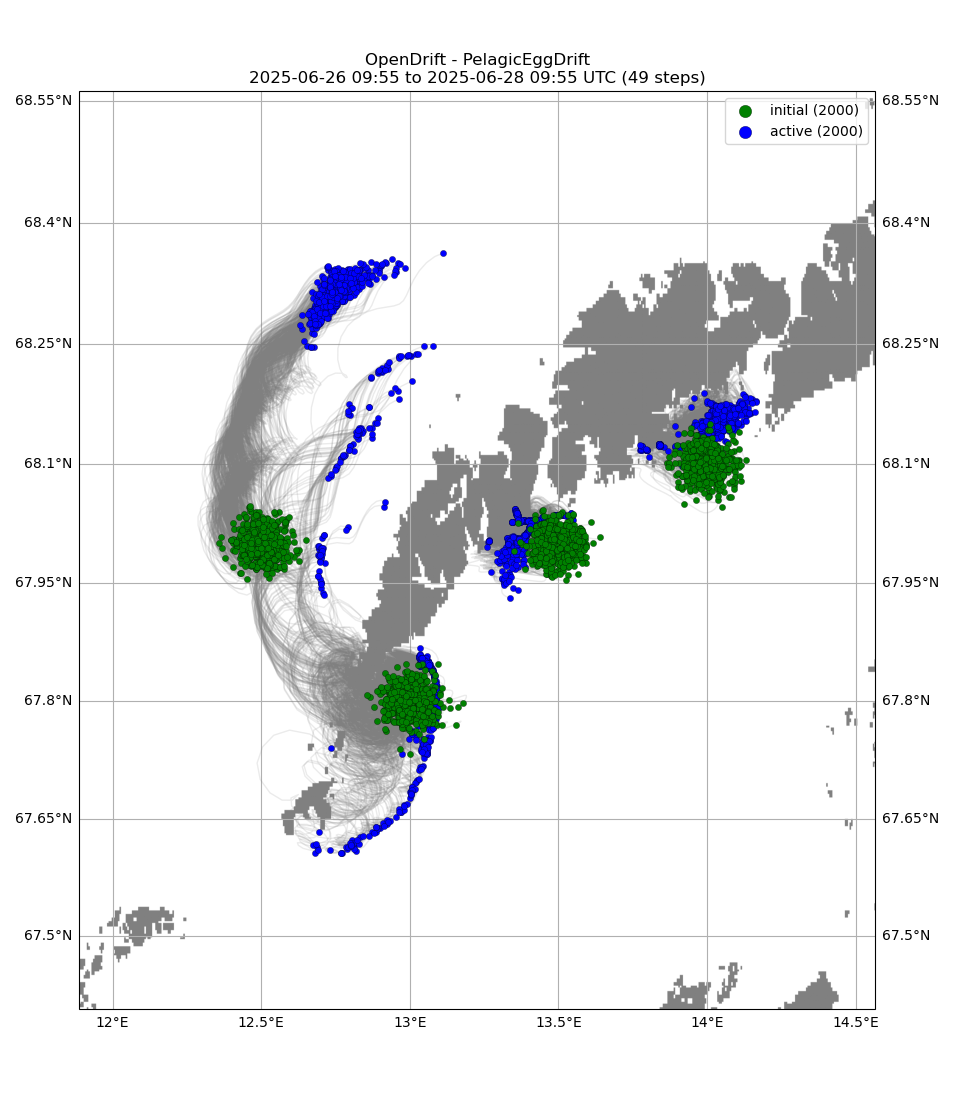 OpenDrift - PelagicEggDrift
2025-06-26 09:55 to 2025-06-28 09:55 UTC (49 steps)
initial (2000)
active (2000)
68.55°N
68.55°N
68.4°N
68.4°N
68.25°N
68.25°N
68.1°N
68.1°N
67.95°N
67.95°N
67.8°N
67.8°N
67.65°N
67.65°N
67.5°N
67.5°N
12°E
12.5°E
13°E
13.5°E
14°E
14.5°E